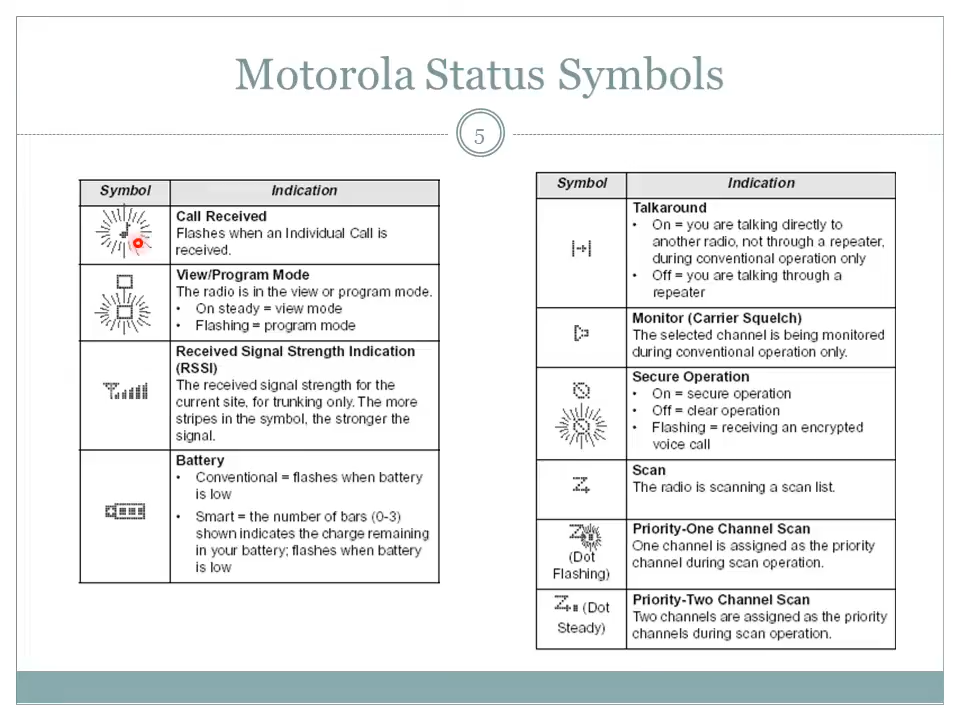 Motorola Status Symbols
5
Symbol Indication
Call Received
Flashes when an Individual Call is
received.
View/Program Mode
The radio is in the view or program mode.
• On steady = view mode
• Flashing = program mode
Received Signal Strength Indication
(RSSI)
The received signal strength for the
current site, for trunking only. The more
stripes in the symbol, the stronger the
signal.
Battery
• Conventional = flashes when battery
is low
• Smart = the number of bars (0-3)
shown indicates the charge remaining
in your battery; flashes when battery
is low
Symbol Indication
Talkaround
• On = you are talking directly to
another radio, not through a repeater,
during conventional operation only
• Off = you are talking through a
repeater
Monitor (Carrier Squelch)
The selected channel is being monitored
during conventional operation only.
Secure Operation
• On = secure operation
• Off = clear operation
• Flashing = receiving an encrypted
voice call
Scan
The radio is scanning a scan list.
(Dot
Flashing)
Priority-One Channel Scan
One channel is assigned as the priority
channel during scan operation.
(Dot
Steady)
Priority-Two Channel Scan
Two channels are assigned as the priority
channels during scan operation.